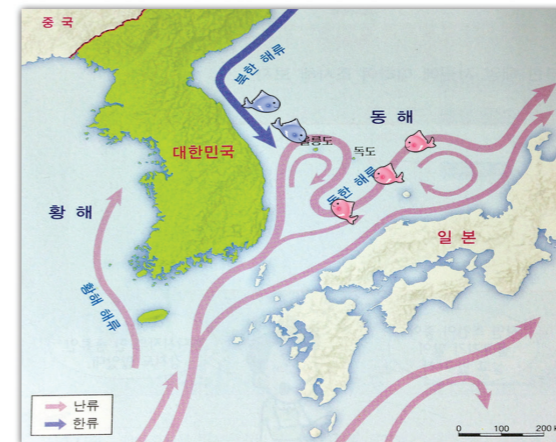 중 국
북한 해류
동 해
울릉도
독도
대한민국
동한 해류
황 해
일 본
황해 해류
난류
한류
0 100 200 k